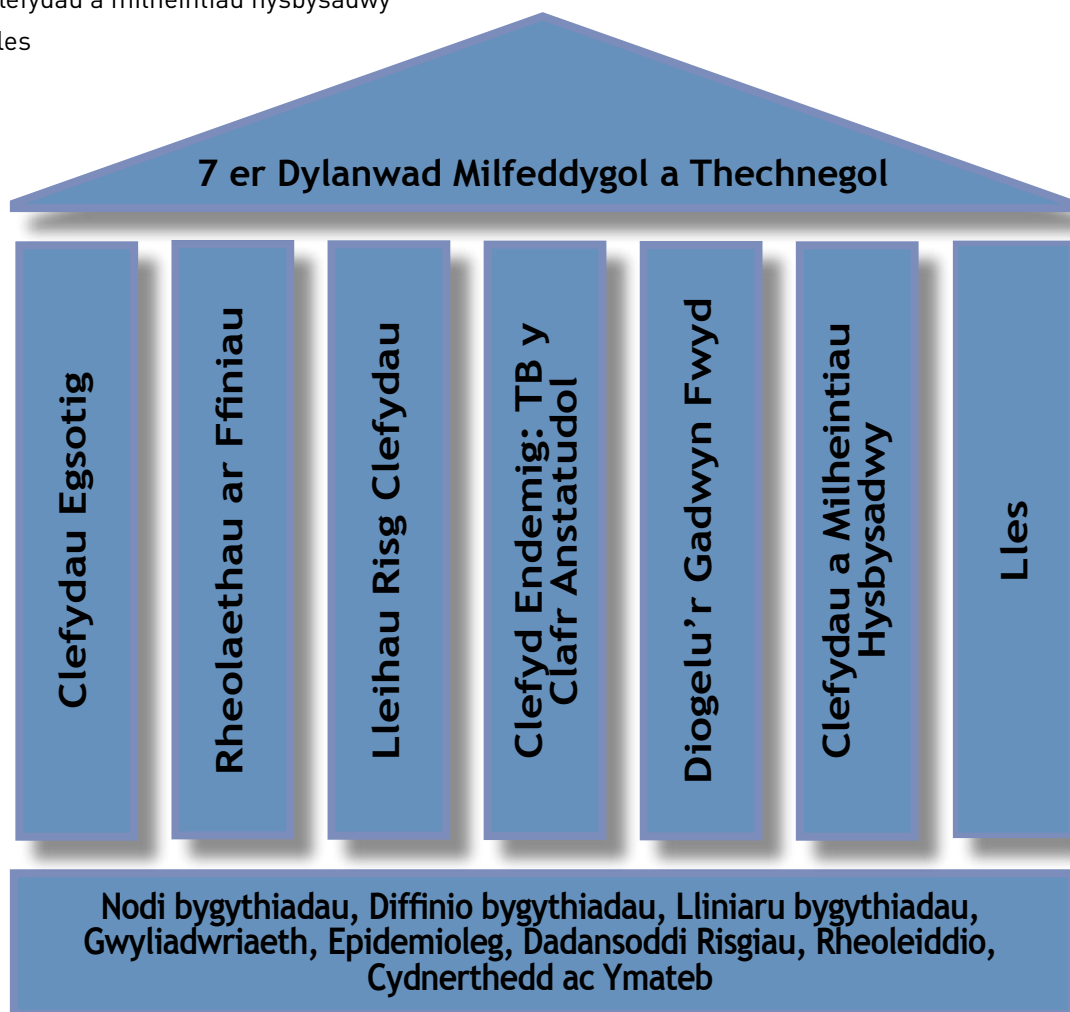 a milheintiau hysbysadwy
7 er Dylanwad Milfeddygol a Thechnegol
Clefydau Egsotig
Rheolaethau ar Ffiniau
Lleihau Risg Clefydau
Clefyd Endemig: TB y
Clafr Anstatudol
Diogelu’r Gadwyn Fwyd
Clefydau a Milheintiau
Hysbysadwy
Lles
Nodi bygythiadau, Diffinio bygythiadau, Lliniaru bygythiadau,
Gwyliadwriaeth, Epidemioleg, Dadansoddi Risgiau, Rheoleiddio,
Cydnerthedd ac Ymateb